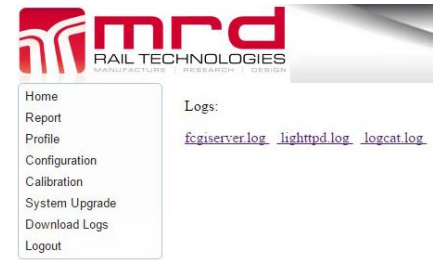 mrd
RAIL TECHNOLOGIES
MANUFACTURE | RESEARCH | DESIGN
Home
Report
Profile
Configuration
Calibration
System Upgrade
Download Logs
Logout
Logs:
fcgiserver.log lighttpd.log logcat.log